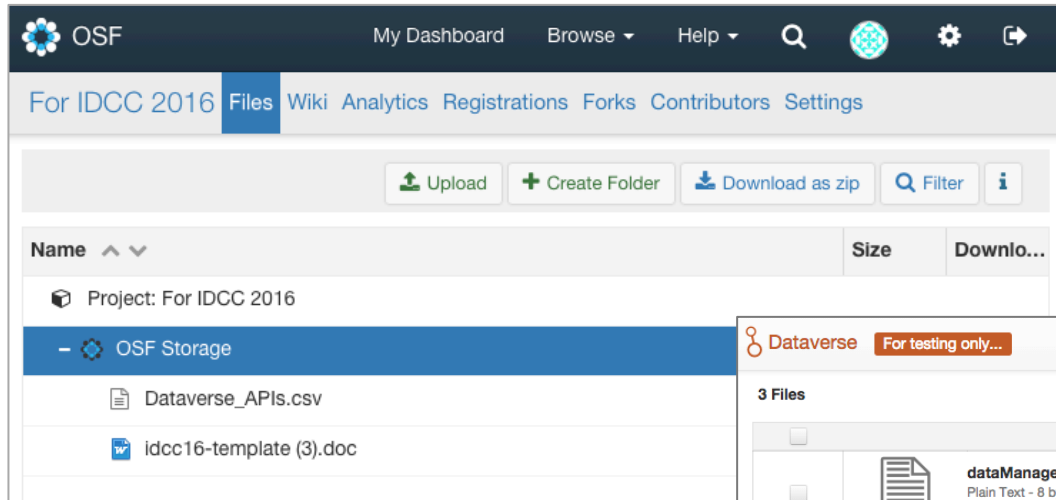 OSF My Dashboard Browse Help
For IDCC 2016 Files Wiki Analytics Registrations Forks Contributors Settings
Upload Create Folder Download as zip Filter i
Name Size Downlo...
Project: For IDCC 2016
OSF Storage
Dataverse_APIs.csv
idcc16-template (3).doc
Dataverse For testing only...
3 Files
dataManage
Plain Text - 8 b